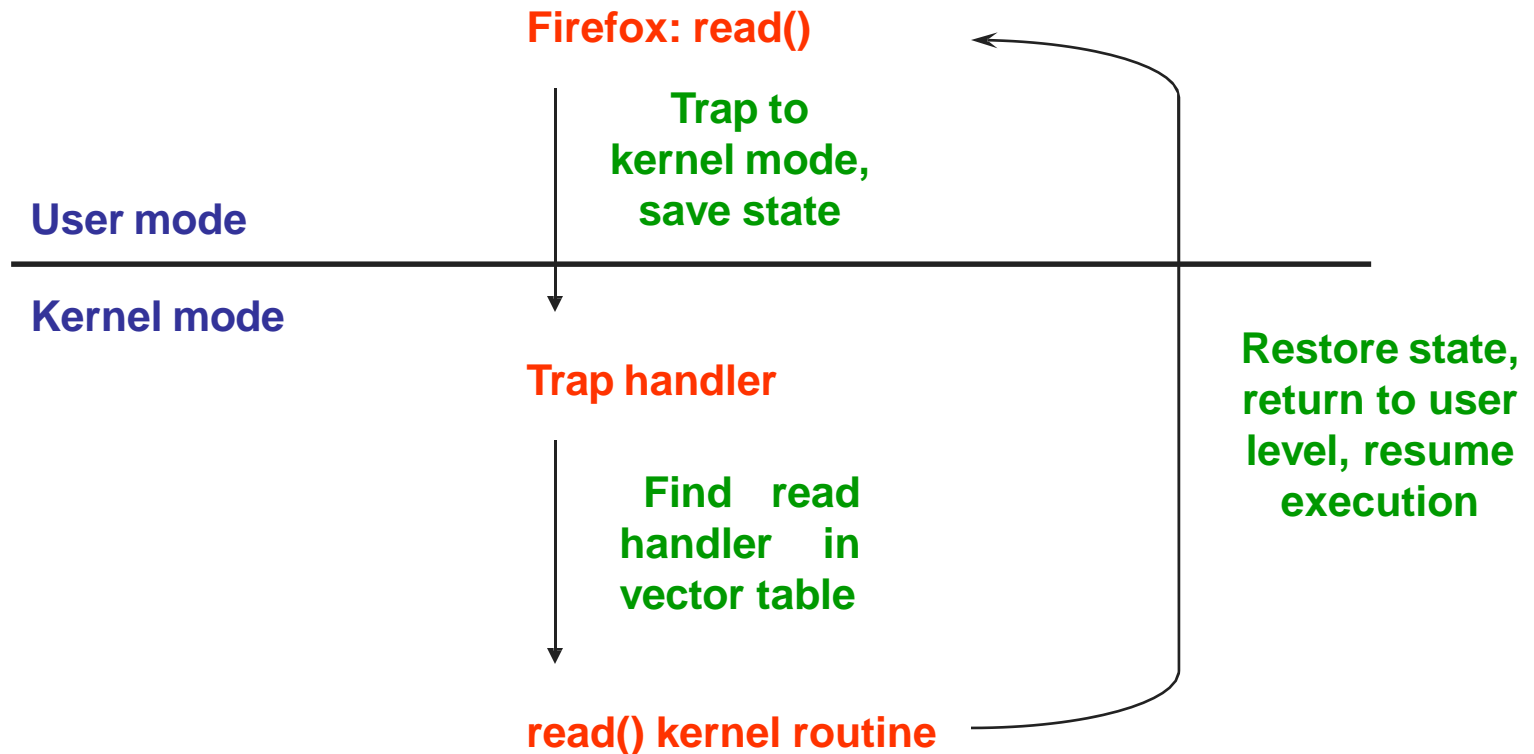 Firefox: read()
Trap to
kernel mode,
save state
User mode
Kernel mode
Trap handler
Find read
handler in
vector table
Restore state,
return to user
level, resume
execution
read() kernel routine